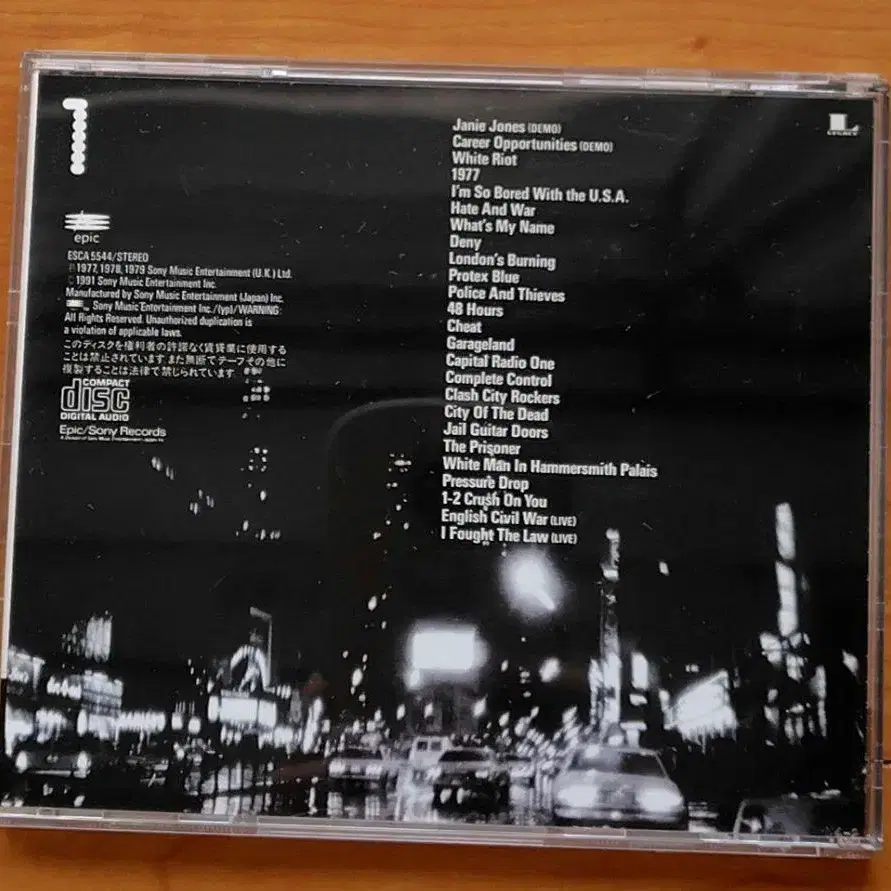 1
epic
ESCA 5544/STEREO
Ⓟ1977, 1978, 1979 Sony Music Entertainment (U.K.) Ltd.
©1991 Sony Music Entertainment Inc.
Manufactured by Sony Music Entertainment (Japan) Inc.
Sony Music Entertainment Inc./(yp)/WARNING:
All Rights Reserved. Unauthorized duplication is
a violation of applicable laws.
このディスクを権利者の許諾なく賃貸業に使用する
ことは禁止されています。また無断でテープその他に
複製することは法律で禁じられています。
COMPACT
disc
DIGITAL AUDIO
Epic/Sony Records
Janie Jones (DEMO)
Career Opportunities (DEMO)
White Riot
1977
I'm So Bored With the U.S.A.
Hate And War
What's My Name
Deny
London's Burning
Protex Blue
Police And Thieves
48 Hours
Cheat
Garageland
Capital Radio One
Complete Control
Clash City Rockers
City Of The Dead
Jail Guitar Doors
The Prisoner
White Man In Hammersmith Palais
Pressure Drop
1-2 Crush On You
English Civil War (LIVE)
I Fought The Law (LIVE)
L
LEGACY